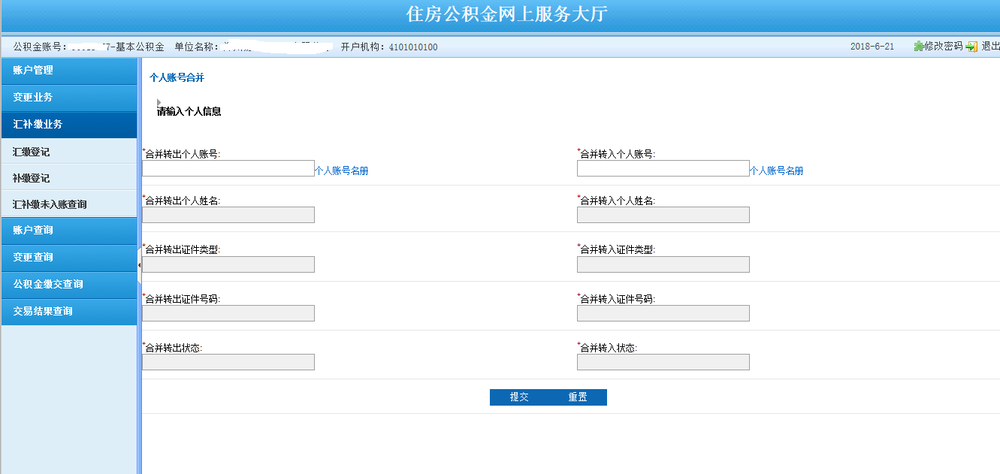 住房公积金网上服务大厅
公积金账号: 7-基本公积金 单位名称: 开户机构: 4101010100 2018-6-21 修改密码 退出
账户管理
变更业务
汇补缴业务
汇缴登记
补缴登记
汇补缴未入账查询
账户查询
变更查询
公积金缴交查询
交易结果查询
个人账号合并
请输入个人信息
*合并转出个人账号: *合并转入个人账号:
个人账号名册 个人账号名册
*合并转出个人姓名: *合并转入个人姓名:
*合并转出证件类型: *合并转入证件类型:
*合并转出证件号码: *合并转入证件号码:
*合并转出状态: *合并转入状态:
提交 重置